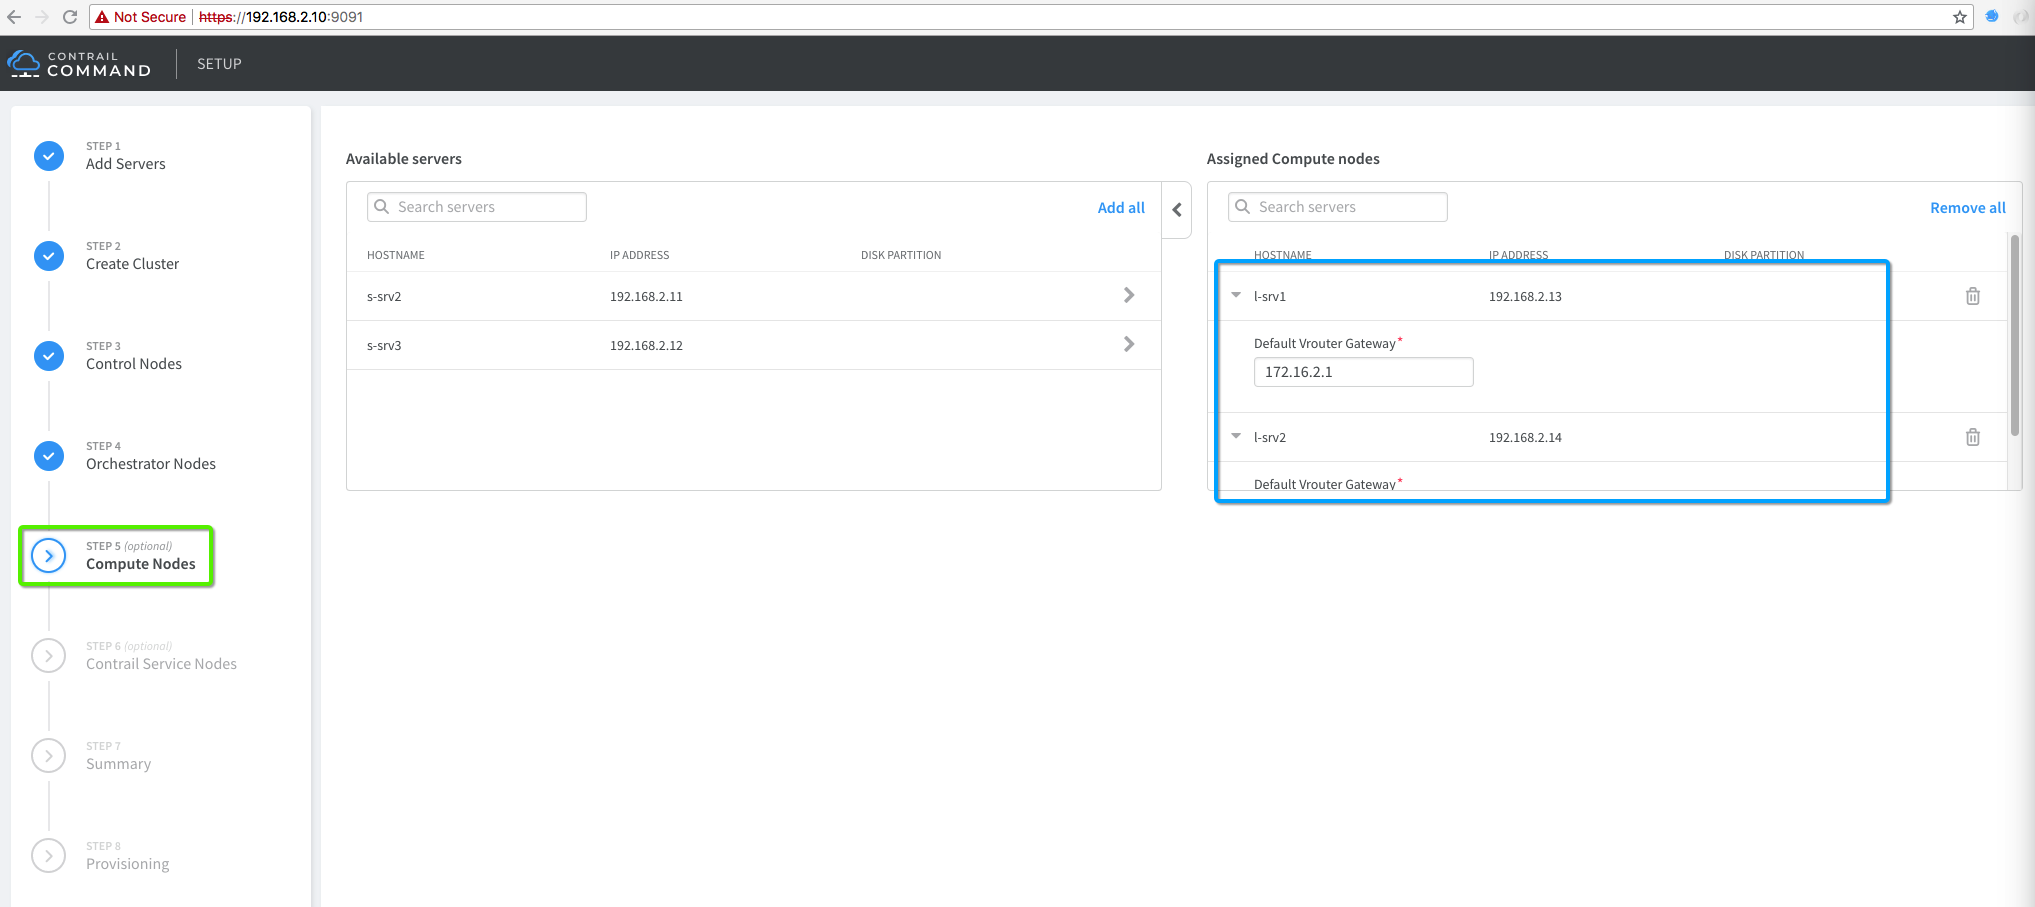 Not Secure https://192.168.2.10:9091
CONTRAIL
COMMAND
SETUP
STEP 1
Add Servers
STEP 2
Create Cluster
STEP 3
Control Nodes
STEP 4
Orchestrator Nodes
STEP 5 (optional)
Compute Nodes
STEP 6 (optional)
Contrail Service Nodes
STEP 7
Summary
STEP 8
Provisioning
Available servers
Search servers Add all
HOSTNAME IP ADDRESS DISK PARTITION
s-srv2 192.168.2.11
s-srv3 192.168.2.12
Assigned Compute nodes
Search servers Remove all
HOSTNAME IP ADDRESS DISK PARTITION
l-srv1 192.168.2.13
Default Vrouter Gateway*
172.16.2.1
l-srv2 192.168.2.14
Default Vrouter Gateway*